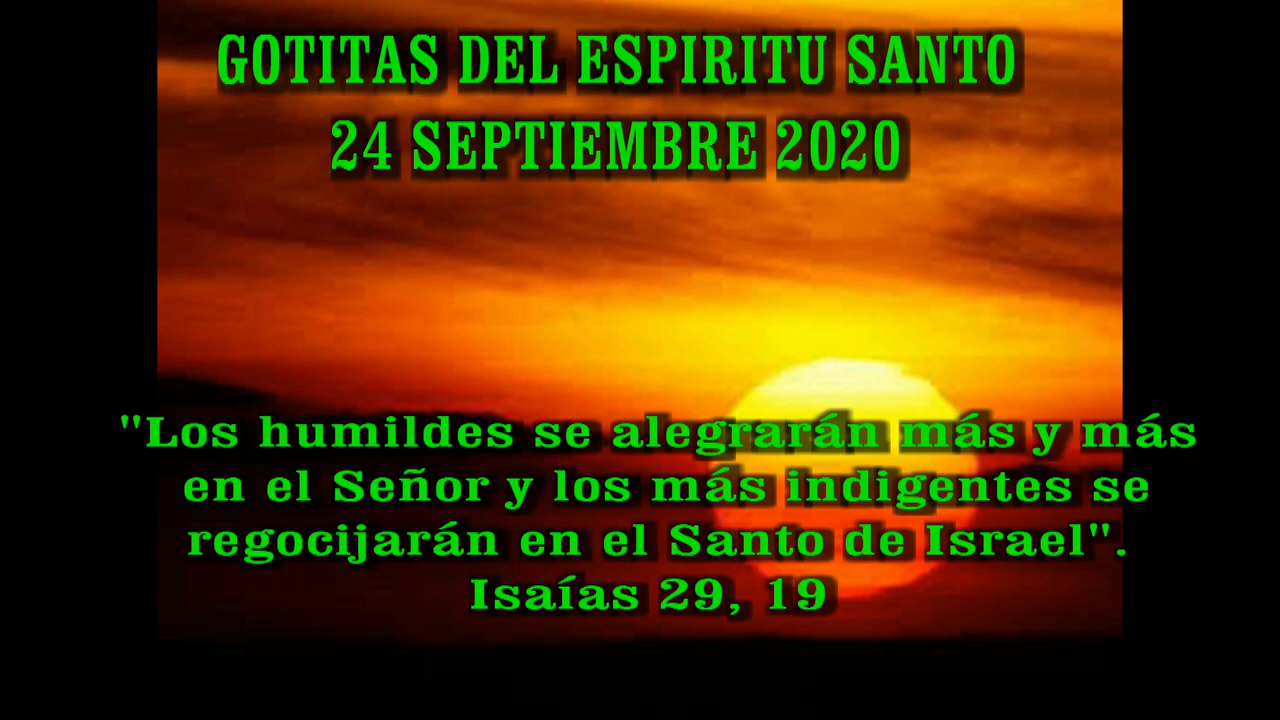 GOTITAS DEL ESPIRITU SANTO
24 SEPTIEMBRE 2020
"Los humildes se alegrarán más y más
en el Señor y los más indigentes se
regocijarán en el Santo de Israel".
Isaías 29, 19